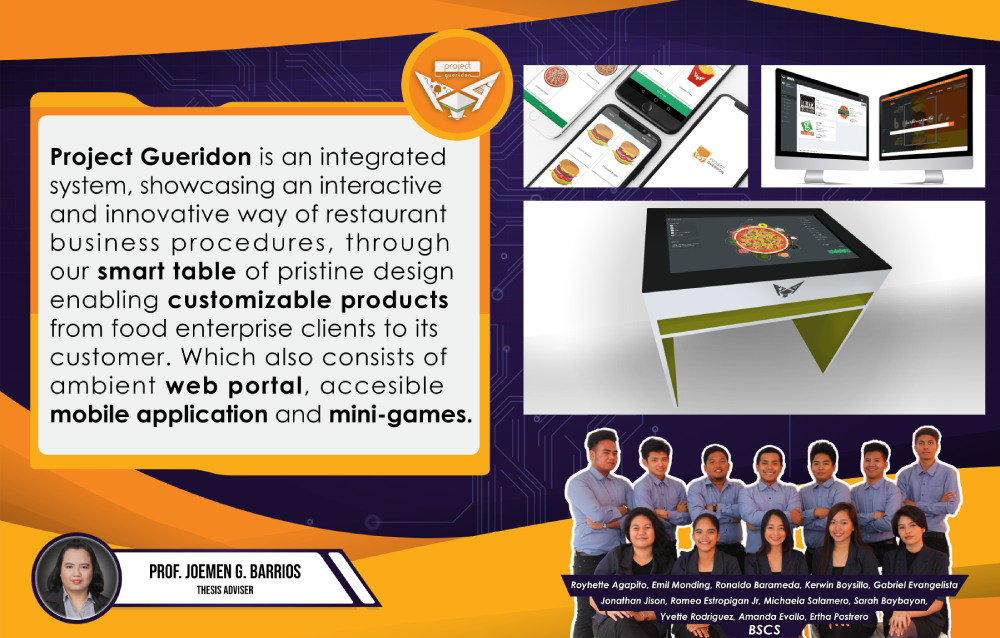 project
gueridon
Project Gueridon is an integrated
system, showcasing an interactive
and innovative way of restaurant
business procedures, through
our smart table of pristine design
enabling customizable products
from food enterprise clients to its
customer. Which also consists of
ambient web portal, accesible
mobile application and mini-games.
PROJECT
GUERIDON
PROF. JOEMEN G. BARRIOS
THESIS ADVISER
Royhette Agapito, Emil Monding, Ronaldo Barameda, Kerwin Boysillo, Gabriel Evangelista
Jonathan Jison, Romeo Estropigan Jr, Michaela Salamero, Sarah Baybayon,
Yvette Rodriguez, Amanda Evallo, Ertha Postrero
BSCS